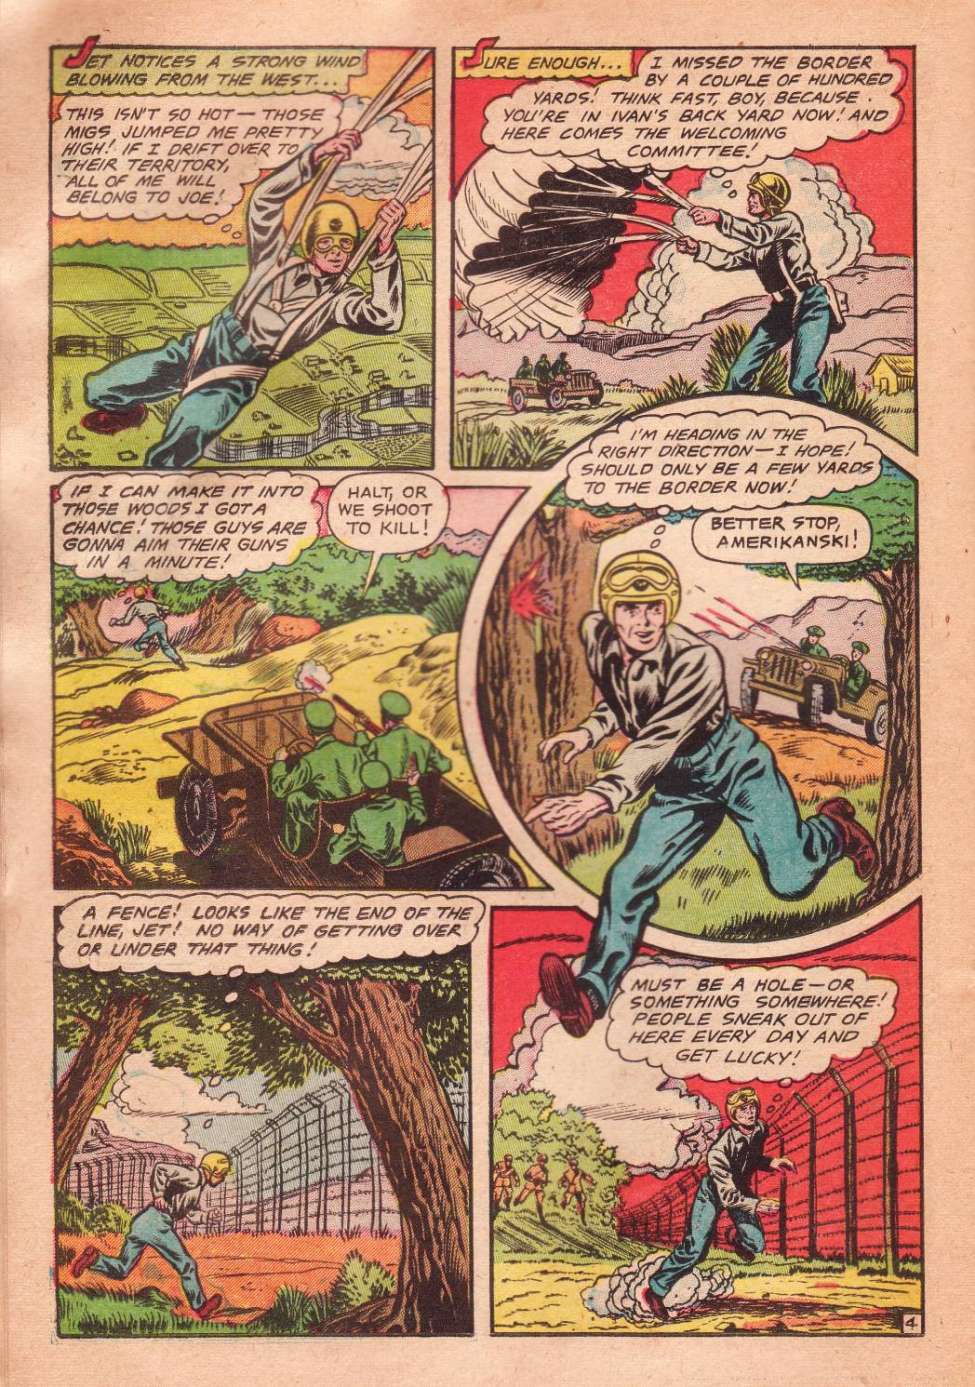 JET NOTICES A STRONG WIND
BLOWING FROM THE WEST...
THIS ISN'T SO HOT—THOSE
MIGS JUMPED ME PRETTY
HIGH! IF I DRIFT OVER TO
THEIR TERRITORY,
ALL OF ME WILL
BELONG TO JOE!
SURE ENOUGH...
I MISSED THE BORDER
BY A COUPLE OF HUNDRED
YARDS! THINK FAST, BOY, BECAUSE
YOU'RE IN IVAN'S BACK YARD NOW! AND
HERE COMES THE WELCOMING
COMMITTEE!
IF I CAN MAKE IT INTO
THOSE WOODS I GOT A
CHANCE! THOSE GUYS ARE
GONNA AIM THEIR GUNS
IN A MINUTE!
HALT, OR
WE SHOOT
TO KILL!
I'M HEADING IN THE
RIGHT DIRECTION—I HOPE!
SHOULD ONLY BE A FEW YARDS
TO THE BORDER NOW!
BETTER STOP,
AMERIKANSKI!
A FENCE! LOOKS LIKE THE END OF THE
LINE, JET! NO WAY OF GETTING OVER
OR UNDER THAT THING!
MUST BE A HOLE—OR
SOMETHING SOMEWHERE!
PEOPLE SNEAK OUT OF
HERE EVERY DAY AND
GET LUCKY!
4